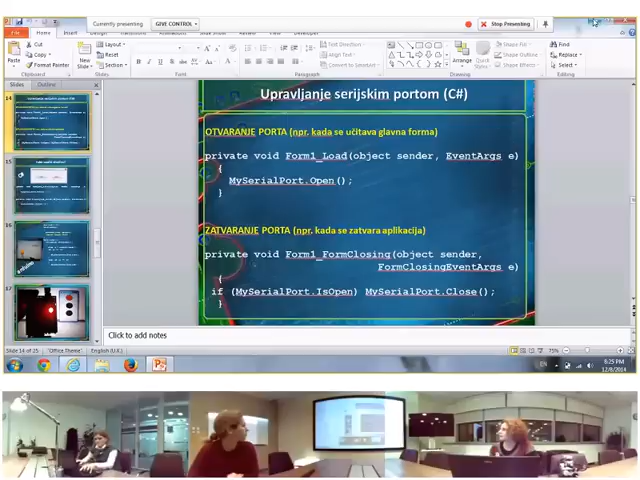 Currently presenting
GIVE CONTROL
Stop Presenting
File
Home
Insert
Paste
Cut
Copy
Format Painter
Clipboard
New
Slide
Layout
Reset
Section
Slides
Font
Paragraph
Text Direction
Align Text
Convert to SmartArt
Drawing
Arrange
Shape Fill
Shape Effects
Find
Replace
Select
Editing
Slides
Outline
14
15
16
17
Upravljanje serijskim portom (C#)
OTVARANJE PORTA (npr. kada se učitava glavna forma)
private void Form1_Load(object sender, EventArgs e)
{
MySerialPort.Open();
}
ZATVARANJE PORTA (npr. kada se zatvara aplikacija)
private void Form1_FormClosing(object sender,
FormClosingEventArgs e)
{
if (MySerialPort.IsOpen) MySerialPort.Close();
}
Click to add notes
Slide 14 of 25
"Office Theme"
English (U.K.)
75%
EN
8:25 PM
12/8/2014